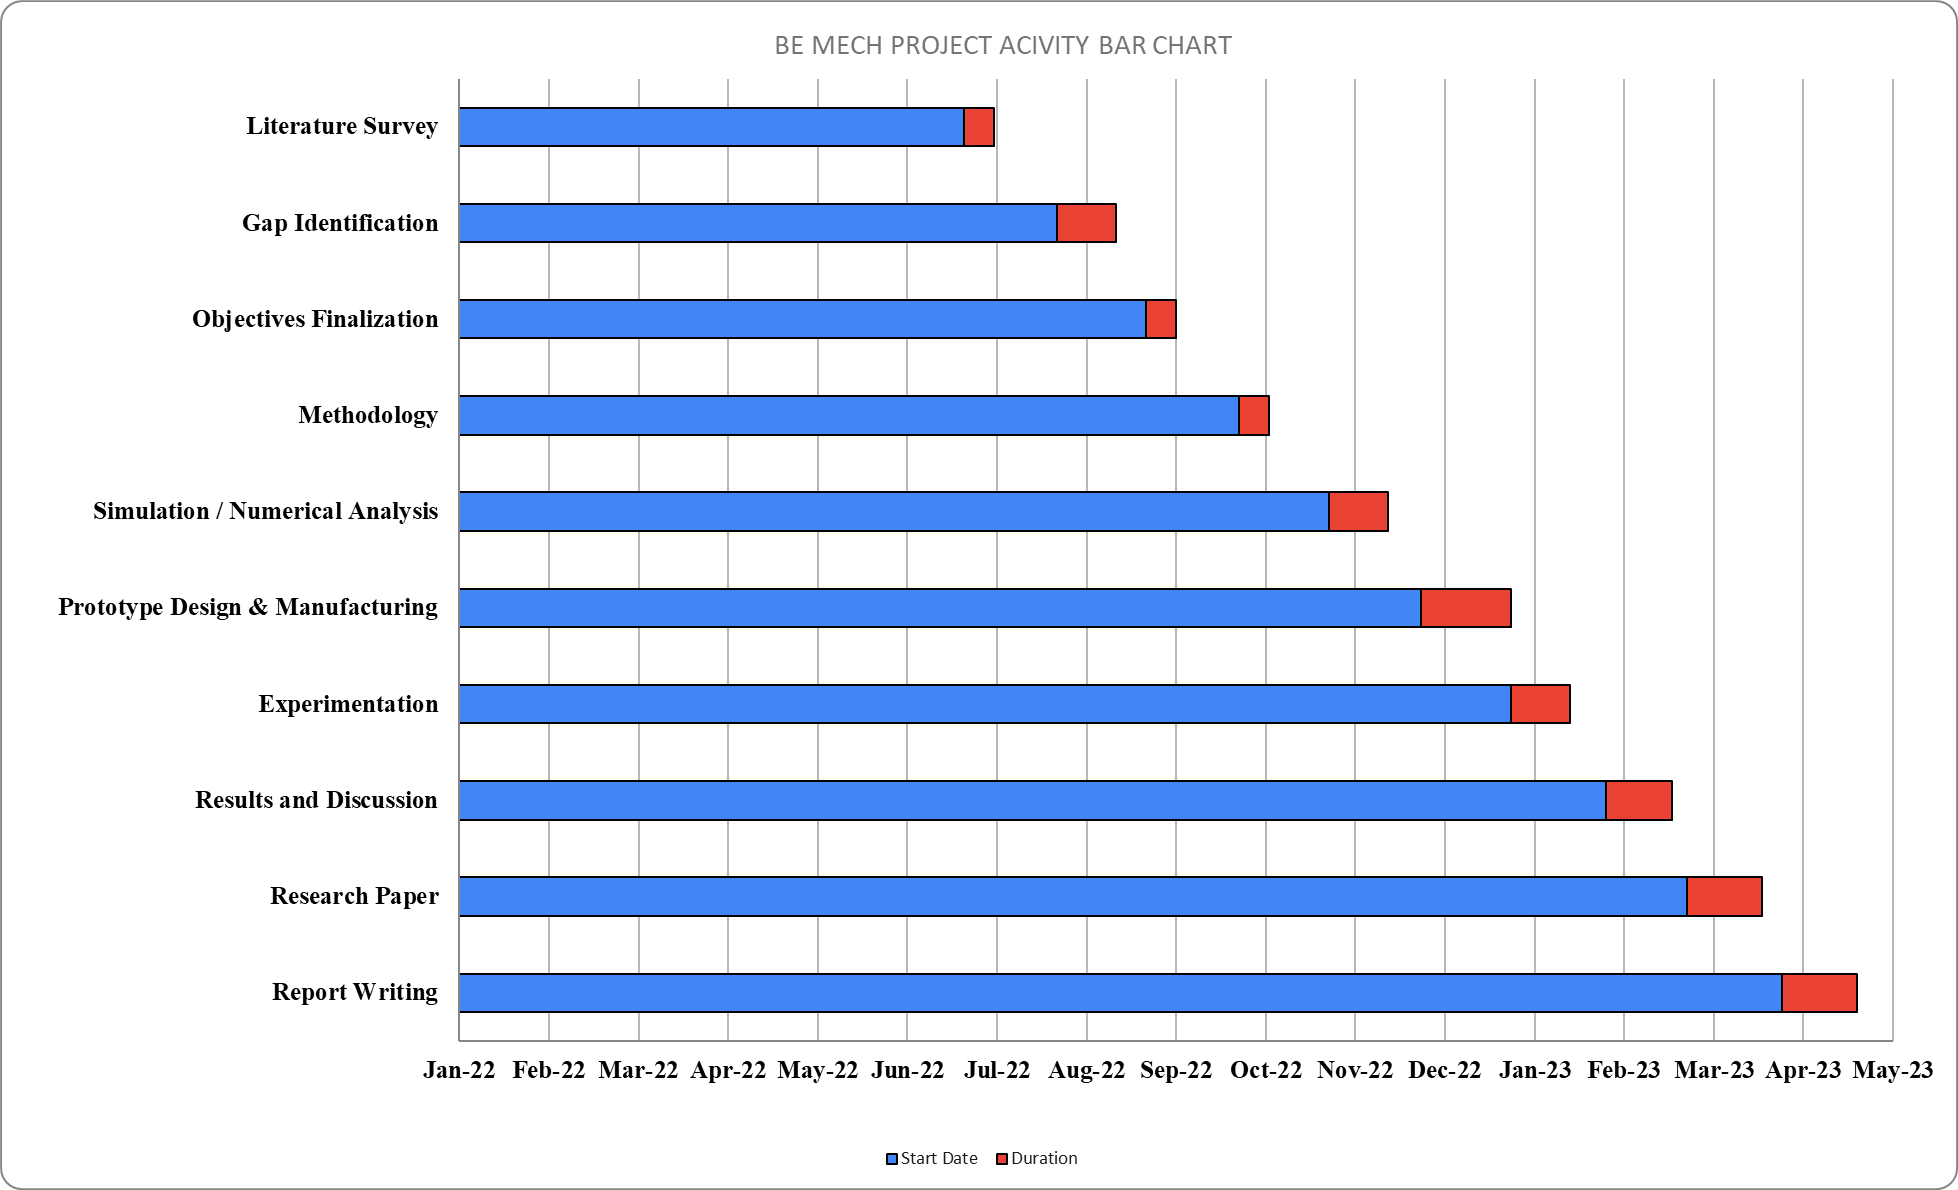 BE MECH PROJECT ACIVITY BAR CHART
Literature Survey
Gap Identification
Objectives Finalization
Methodology
Simulation / Numerical Analysis
Prototype Design & Manufacturing
Experimentation
Results and Discussion
Research Paper
Report Writing
Jan-22 Feb-22 Mar-22 Apr-22 May-22 Jun-22 Jul-22 Aug-22 Sep-22 Oct-22 Nov-22 Dec-22 Jan-23 Feb-23 Mar-23 Apr-23 May-23
Start Date Duration